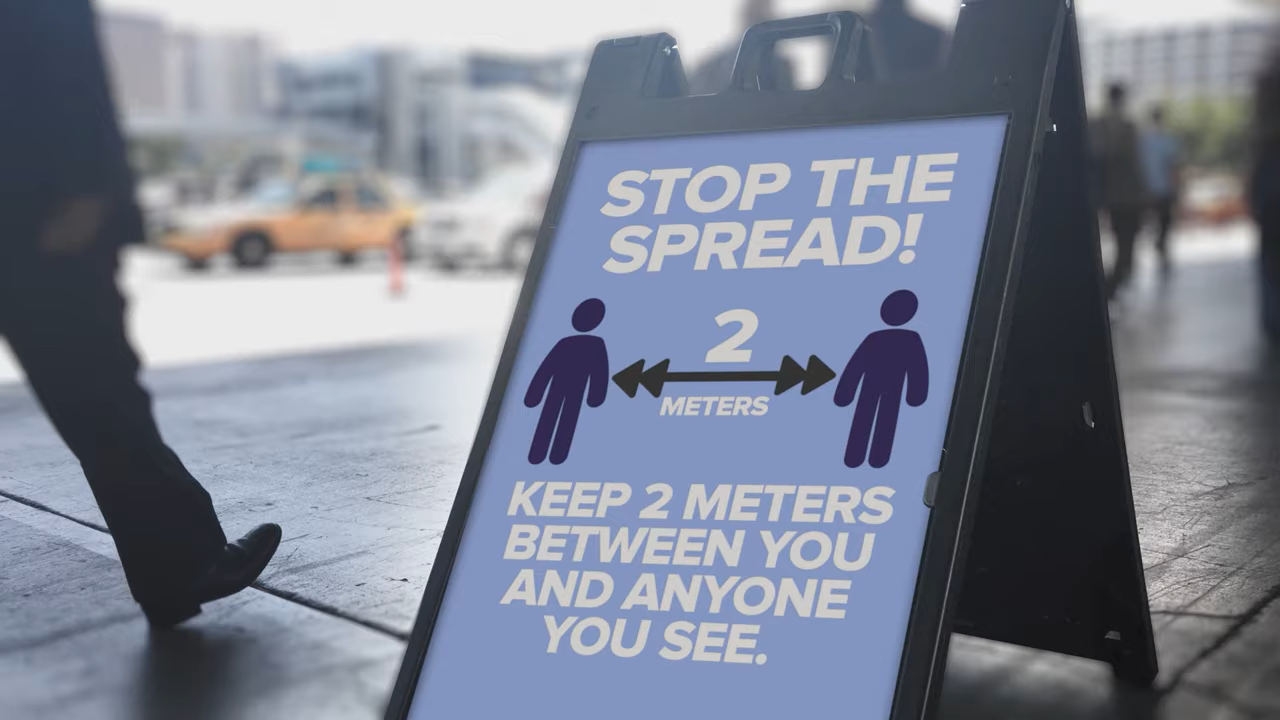 STOP THE
SPREAD!
2
METERS
KEEP 2 METERS
BETWEEN YOU
AND ANYONE
YOU SEE.